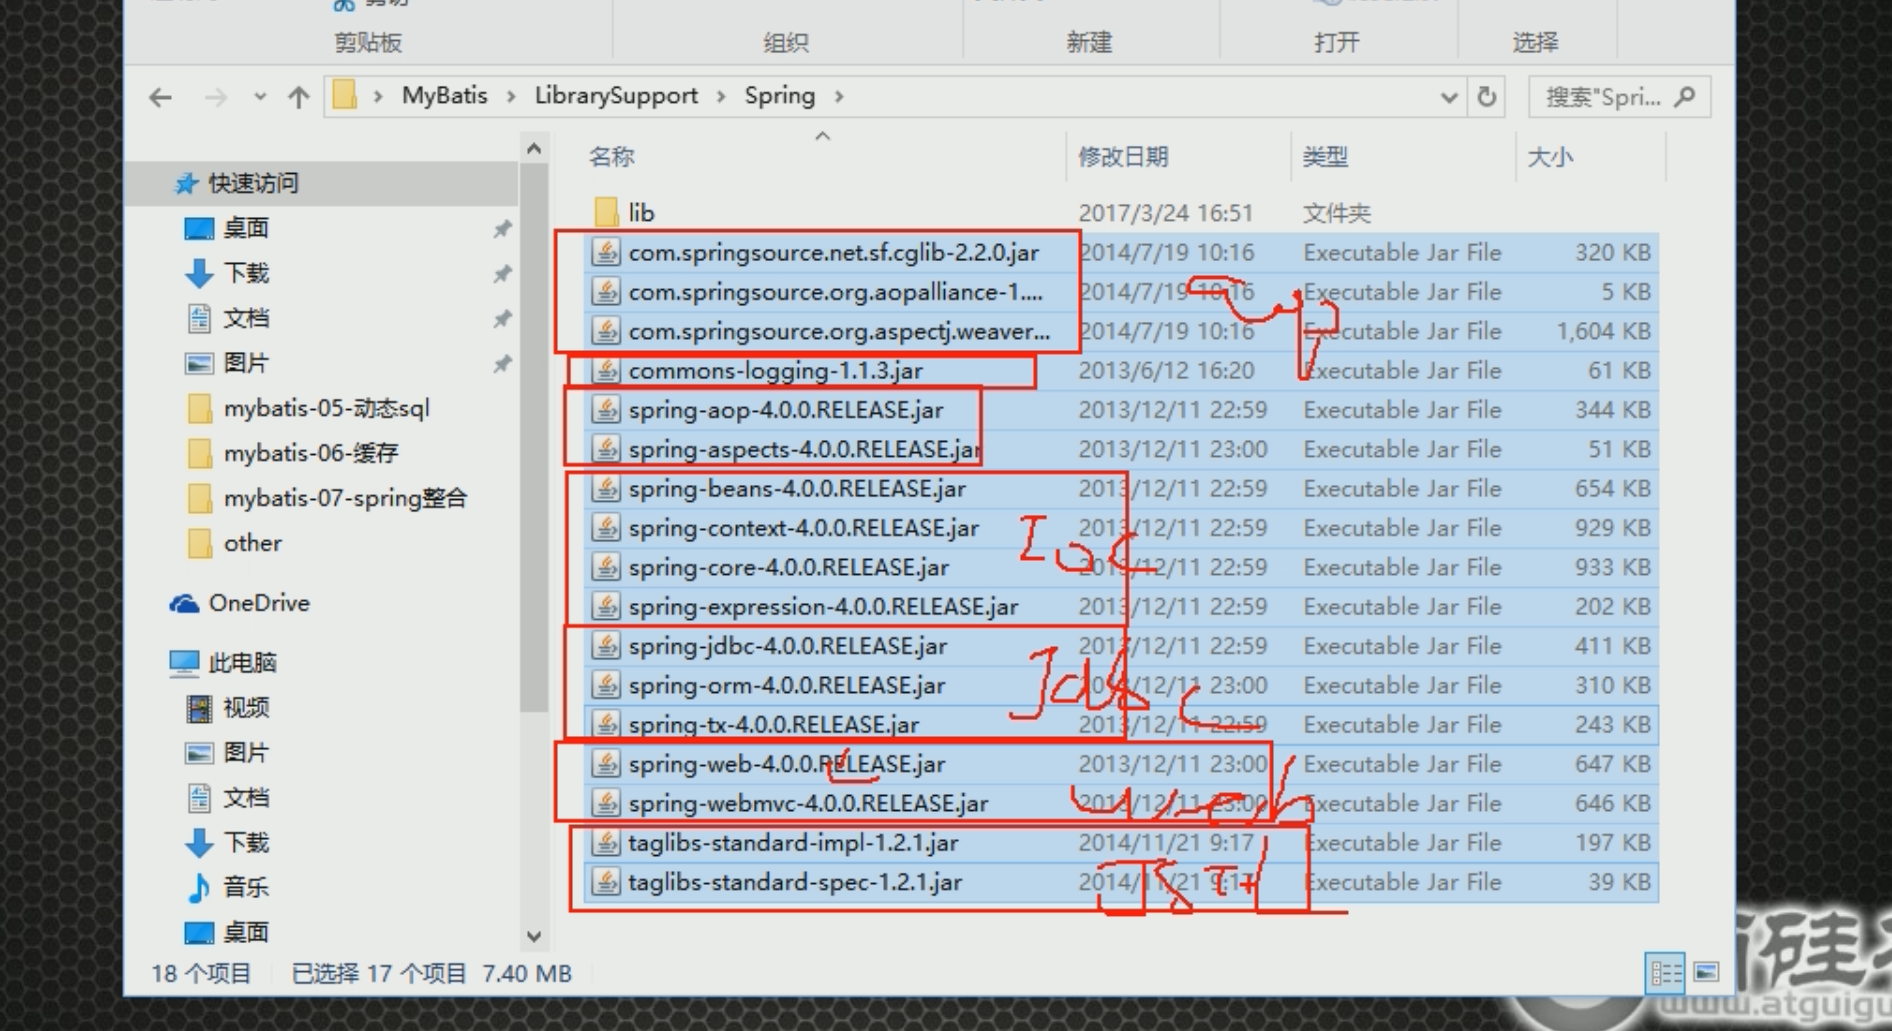 剪贴板 组织 新建 打开 选择
MyBatis › LibrarySupport › Spring ›
搜索"Spri...
名称 修改日期 类型 大小
快速访问
桌面
下载
文档
图片
mybatis-05-动态sql
mybatis-06-缓存
mybatis-07-spring整合
other
OneDrive
此电脑
视频
图片
文档
下载
音乐
桌面
lib 2017/3/24 16:51 文件夹
com.springsource.net.sf.cglib-2.2.0.jar 2014/7/19 10:16 Executable Jar File 320 KB
com.springsource.org.aopalliance-1.... 2014/7/19 10:16 Executable Jar File 5 KB
com.springsource.org.aspectj.weaver... 2014/7/19 10:16 Executable Jar File 1,604 KB
aop
commons-logging-1.1.3.jar 2013/6/12 16:20 Executable Jar File 61 KB
spring-aop-4.0.0.RELEASE.jar 2013/12/11 22:59 Executable Jar File 344 KB
spring-aspects-4.0.0.RELEASE.jar 2013/12/11 23:00 Executable Jar File 51 KB
spring-beans-4.0.0.RELEASE.jar 2013/12/11 22:59 Executable Jar File 654 KB
spring-context-4.0.0.RELEASE.jar 2013/12/11 22:59 Executable Jar File 929 KB
Ioc
spring-core-4.0.0.RELEASE.jar 2013/12/11 22:59 Executable Jar File 933 KB
spring-expression-4.0.0.RELEASE.jar 2013/12/11 22:59 Executable Jar File 202 KB
spring-jdbc-4.0.0.RELEASE.jar 2013/12/11 22:59 Executable Jar File 411 KB
spring-orm-4.0.0.RELEASE.jar 2013/12/11 23:00 Executable Jar File 310 KB
Jdbc
spring-tx-4.0.0.RELEASE.jar 2013/12/11 22:59 Executable Jar File 243 KB
spring-web-4.0.0.RELEASE.jar 2013/12/11 23:00 Executable Jar File 647 KB
spring-webmvc-4.0.0.RELEASE.jar 2013/12/11 23:00 Executable Jar File 646 KB
web
taglibs-standard-impl-1.2.1.jar 2014/11/21 9:17 Executable Jar File 197 KB
taglibs-standard-spec-1.2.1.jar 2014/11/21 9:17 Executable Jar File 39 KB
JSTL
18 个项目 已选择 17 个项目 7.40 MB
硅
www.atguigu